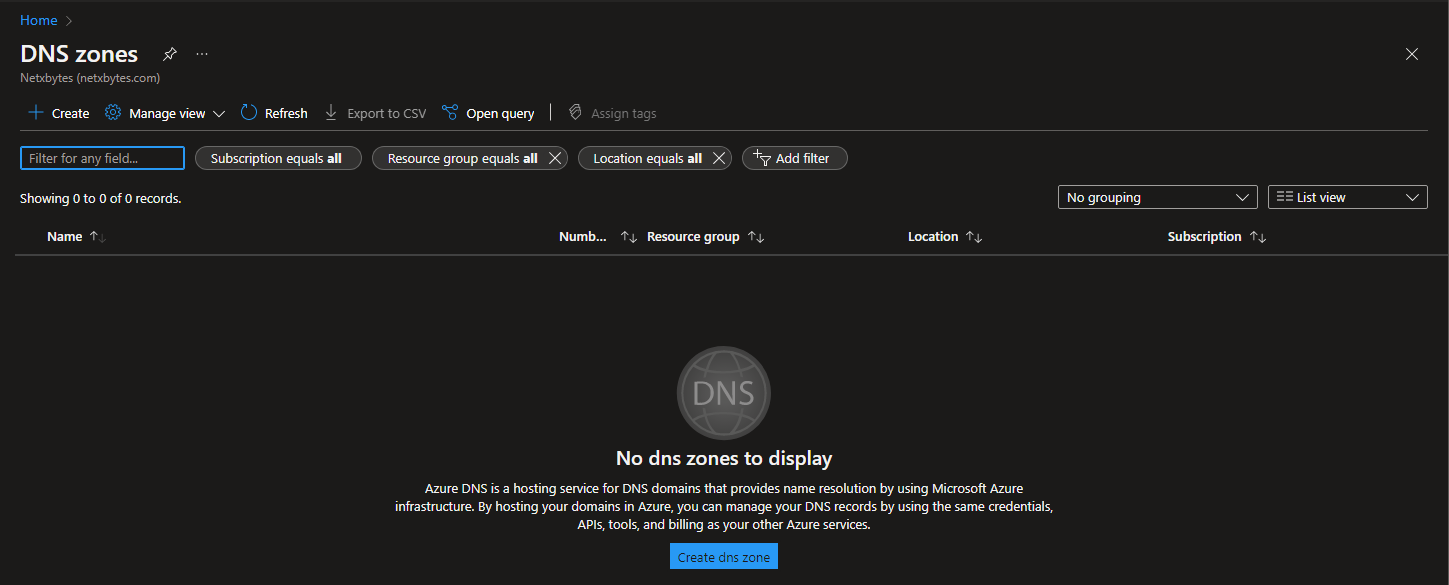 Home
DNS zones
Netxbytes (netxbytes.com)
Create Manage view Refresh Export to CSV Open query Assign tags
Filter for any field... Subscription equals all Resource group equals all Location equals all Add filter
Showing 0 to 0 of 0 records. No grouping List view
Name Numb... Resource group Location Subscription
DNS
No dns zones to display
Azure DNS is a hosting service for DNS domains that provides name resolution by using Microsoft Azure
infrastructure. By hosting your domains in Azure, you can manage your DNS records by using the same credentials,
APIs, tools, and billing as your other Azure services.
Create dns zone